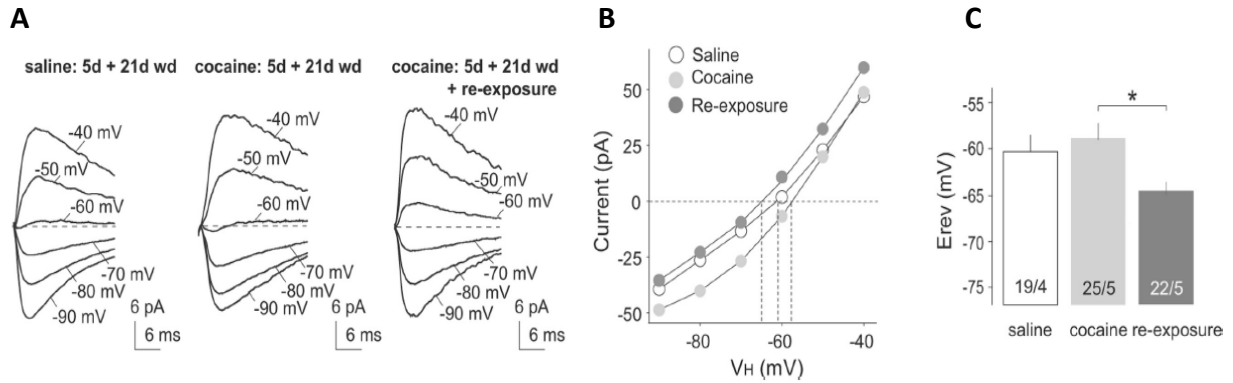 A
saline: 5d + 21d wd
-40 mV
-50 mV
-60 mV
-70 mV
-80 mV
-90 mV
6 pA
6 ms
cocaine: 5d + 21d wd
-40 mV
-50 mV
-60 mV
-70 mV
-80 mV
-90 mV
6 pA
6 ms
cocaine: 5d + 21d wd
+ re-exposure
-40 mV
-50 mV
-60 mV
-70 mV
-80 mV
-90 mV
6 pA
6 ms
B
Saline
Cocaine
Re-exposure
Current (pA)
50
25
0
-25
-50
-80
-60
-40
VH (mV)
C
Erev (mV)
-55
-60
-65
-70
-75
*
19/4
25/5
22/5
saline
cocaine
re-exposure